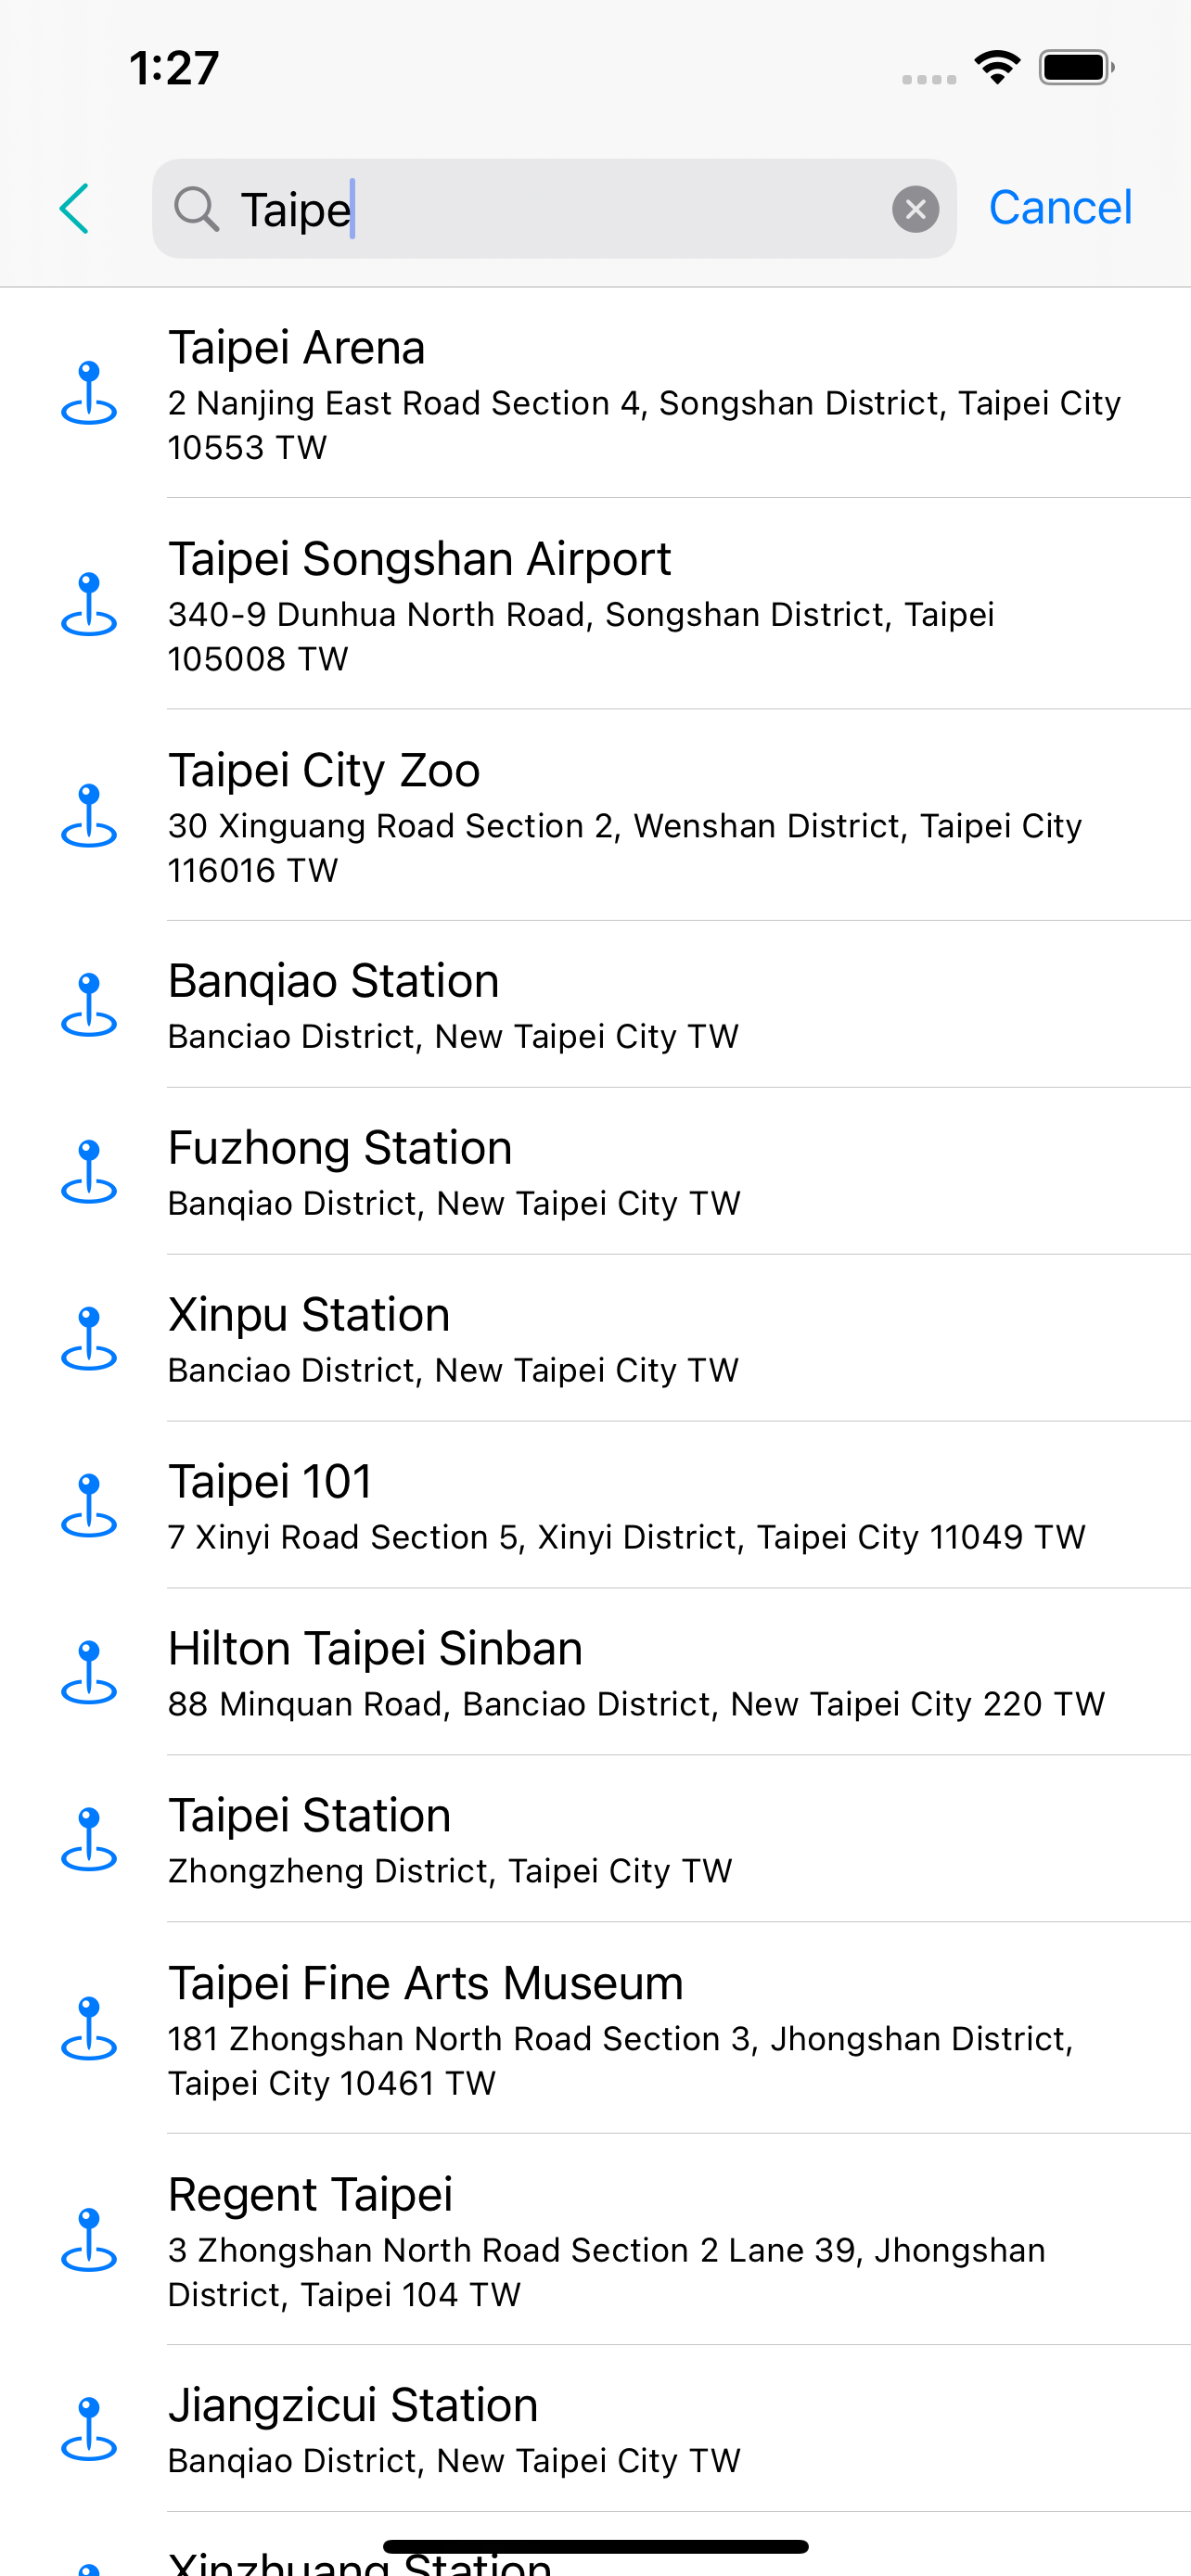 1:27
Taipe
Cancel
Taipei Arena
2 Nanjing East Road Section 4, Songshan District, Taipei City
10553 TW
Taipei Songshan Airport
340-9 Dunhua North Road, Songshan District, Taipei
105008 TW
Taipei City Zoo
30 Xinguang Road Section 2, Wenshan District, Taipei City
116016 TW
Banqiao Station
Banciao District, New Taipei City TW
Fuzhong Station
Banqiao District, New Taipei City TW
Xinpu Station
Banciao District, New Taipei City TW
Taipei 101
7 Xinyi Road Section 5, Xinyi District, Taipei City 11049 TW
Hilton Taipei Sinban
88 Minquan Road, Banciao District, New Taipei City 220 TW
Taipei Station
Zhongzheng District, Taipei City TW
Taipei Fine Arts Museum
181 Zhongshan North Road Section 3, Jhongshan District,
Taipei City 10461 TW
Regent Taipei
3 Zhongshan North Road Section 2 Lane 39, Jhongshan
District, Taipei 104 TW
Jiangzicui Station
Banqiao District, New Taipei City TW
Xinzhuang Station